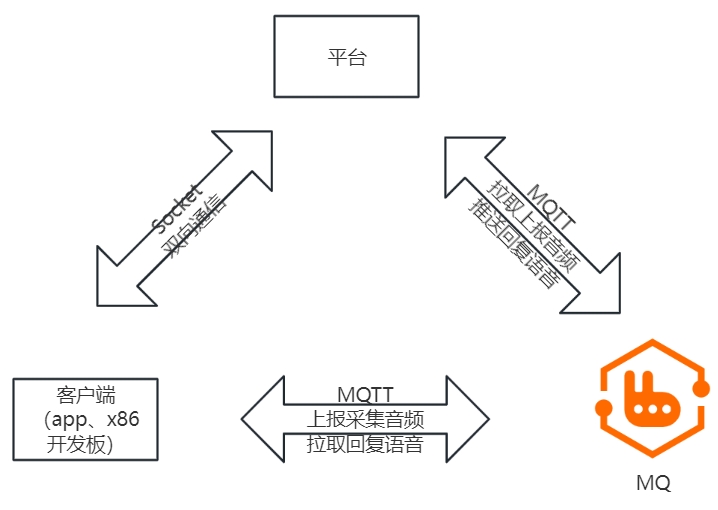 平台
Socket
双向通信
MQTT
拉取上报音频
推送回复语音
客户端
（app、x86
开发板）
MQTT
上报采集音频
拉取回复语音
MQ